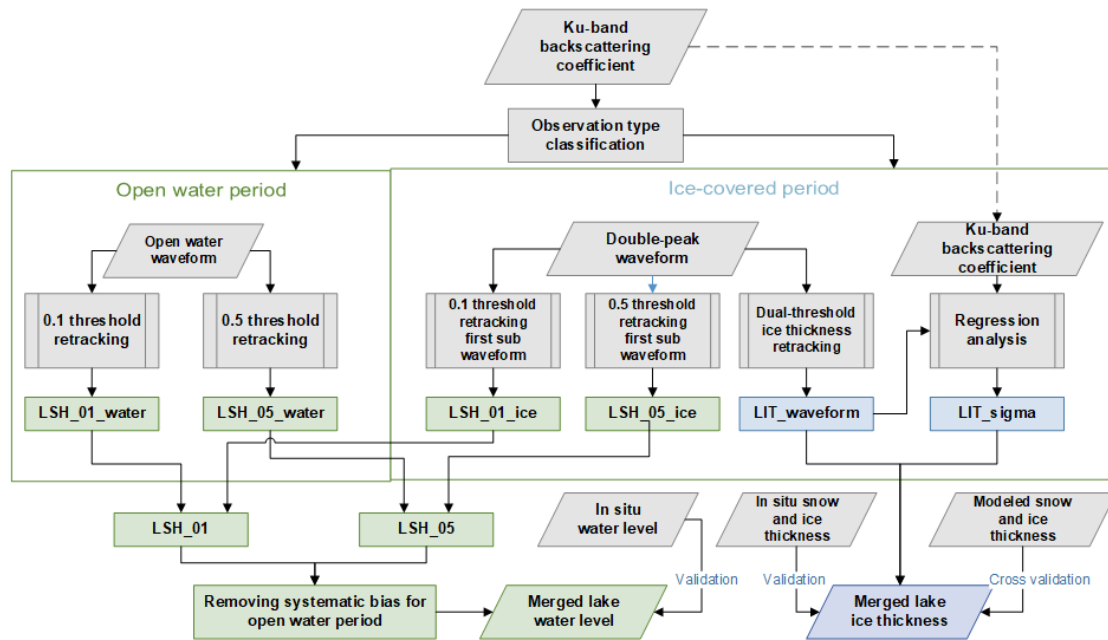 Ku-band
backscattering
coefficient
Observation type
classification
Open water period
Ice-covered period
Open water
waveform
Double-peak
waveform
Ku-band
backscattering
coefficient
0.1 threshold
retracking
0.5 threshold
retracking
0.1 threshold
retracking
first sub
waveform
0.5 threshold
retracking
first sub
waveform
Dual-threshold
ice thickness
retracking
Regression
analysis
LSH_01_water
LSH_05_water
LSH_01_ice
LSH_05_ice
LIT_waveform
LIT_sigma
LSH_01
LSH_05
In situ
water level
In situ snow
and ice
thickness
Modeled snow
and ice
thickness
Validation
Validation
Cross validation
Removing systematic bias for
open water period
Merged lake
water level
Merged lake
ice thickness